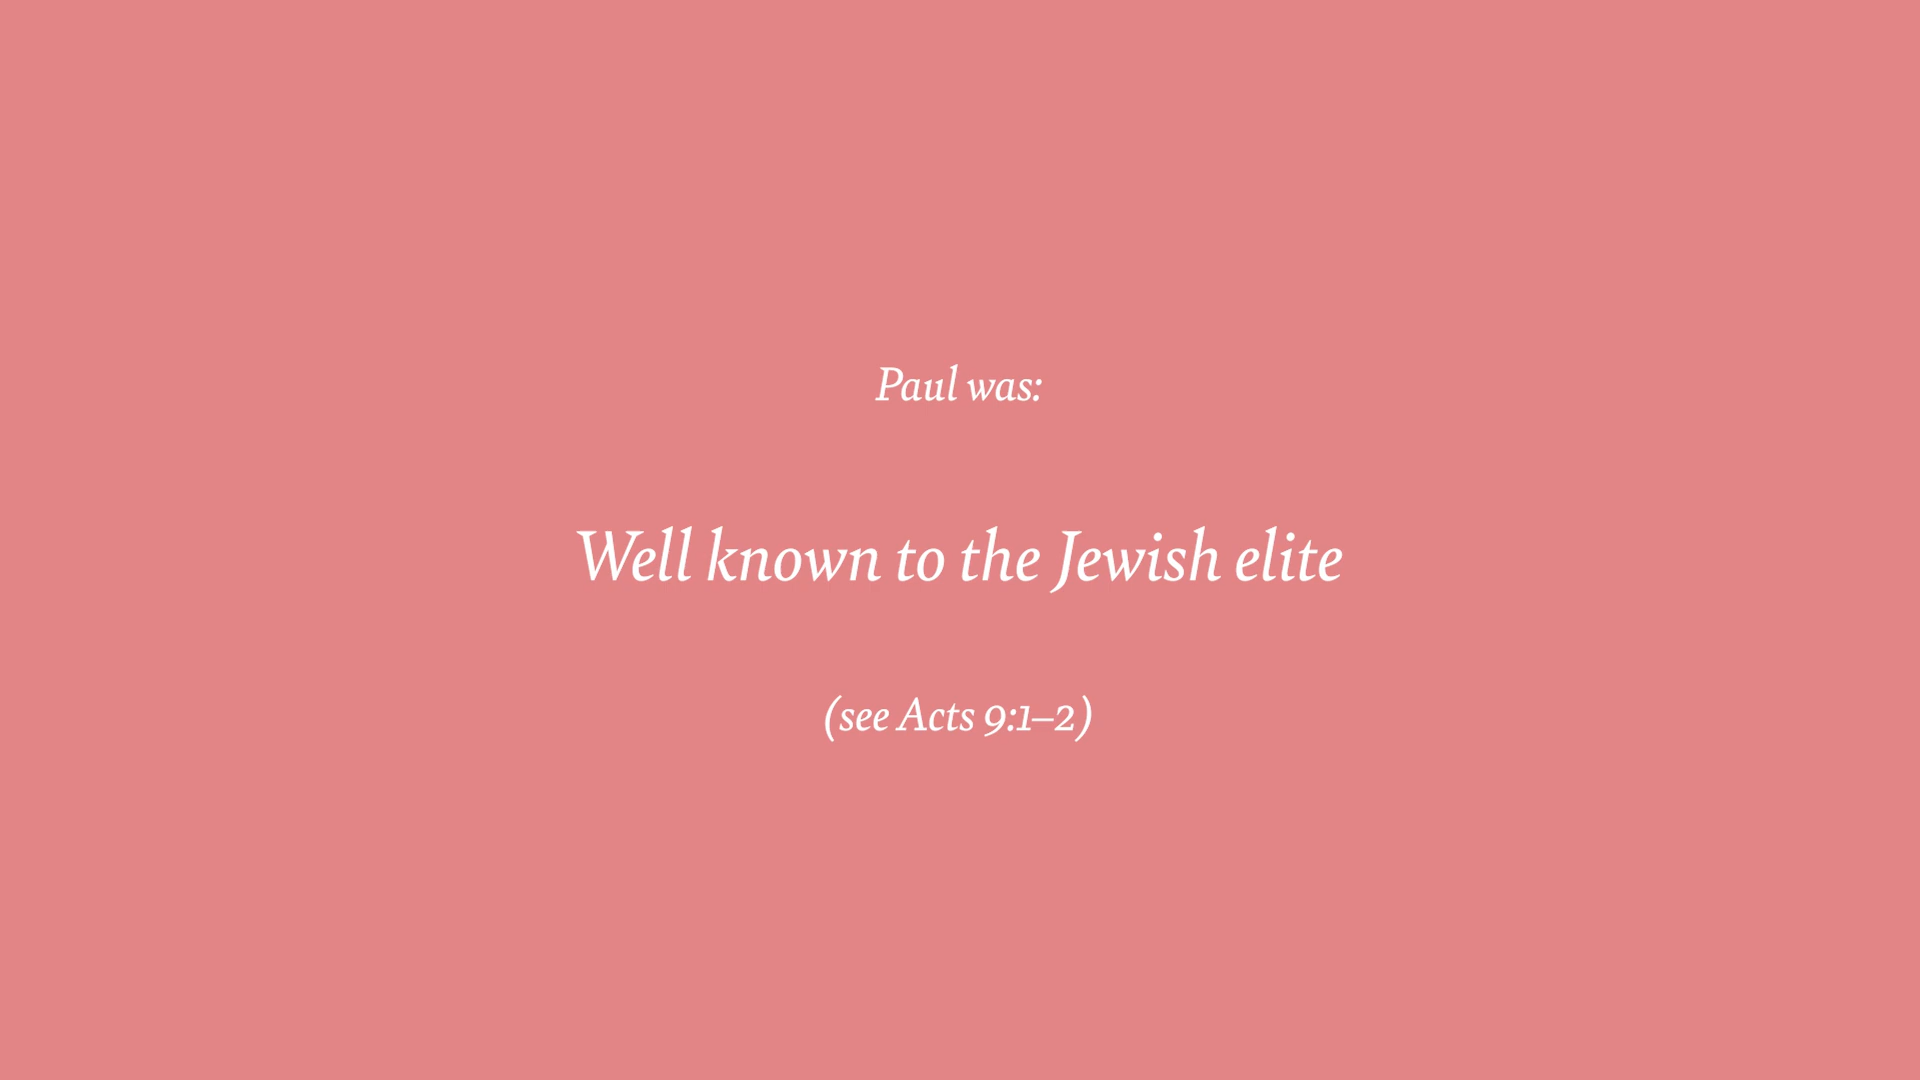 Paul was:
Well known to the Jewish elite
(see Acts 9:1–2)